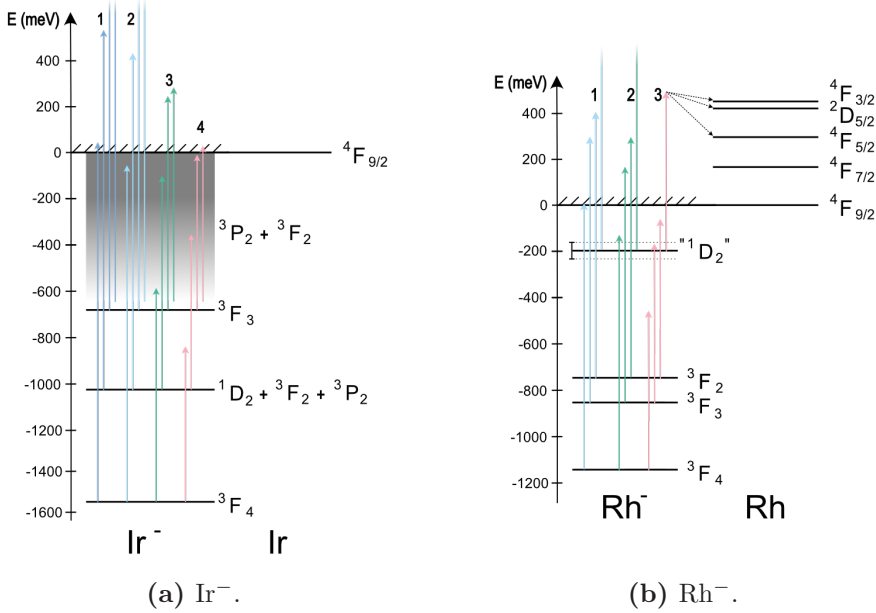 E (meV)
1
2
3
4
400
200
0
-200
-400
-600
-800
-1000
-1200
-1400
-1600
⁴F₉/₂
³P₂ + ³F₂
³F₃
¹D₂ + ³F₂ + ³P₂
³F₄
Ir⁻ Ir
(a) Ir⁻.
E (meV)
1
2
3
400
200
0
-200
-400
-600
-800
-1000
-1200
⁴F₃/₂
²D₅/₂
⁴F₅/₂
⁴F₇/₂
⁴F₉/₂
"¹D₂"
³F₂
³F₃
³F₄
Rh⁻ Rh
(b) Rh⁻.